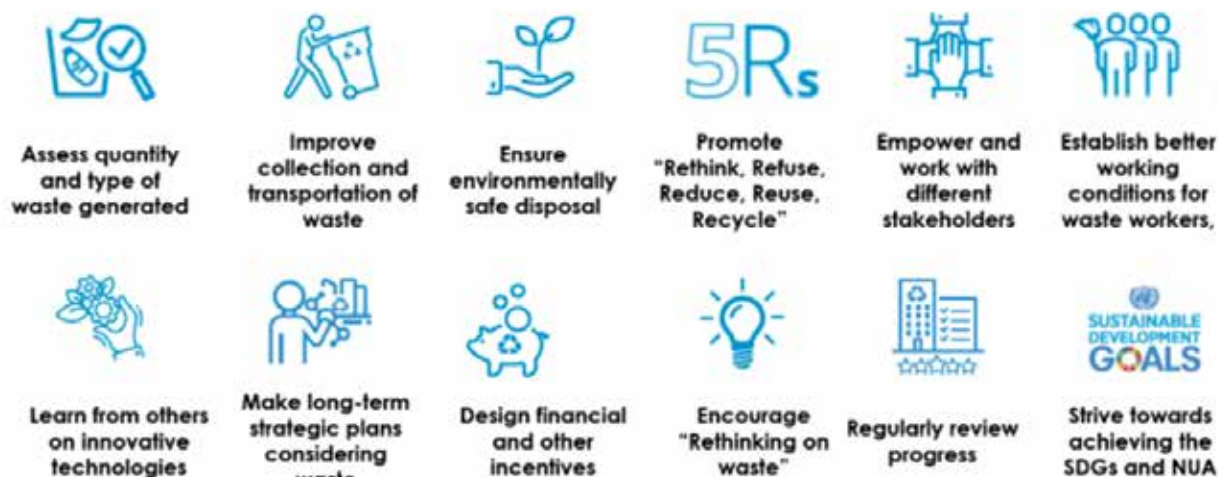 5Rs
Assess quantity
and type of
waste generated
Improve
collection and
transportation of
waste
Ensure
environmentally
safe disposal
Promote
"Rethink, Refuse,
Reduce, Reuse,
Recycle"
Empower and
work with
different
stakeholders
Establish better
working
conditions for
waste workers,
SUSTAINABLE
DEVELOPMENT
GOALS
Learn from others
on innovative
technologies
Make long-term
strategic plans
considering
Design financial
and other
incentives
Encourage
"Rethinking on
waste"
Regularly review
progress
Strive towards
achieving the
SDGs and NUA